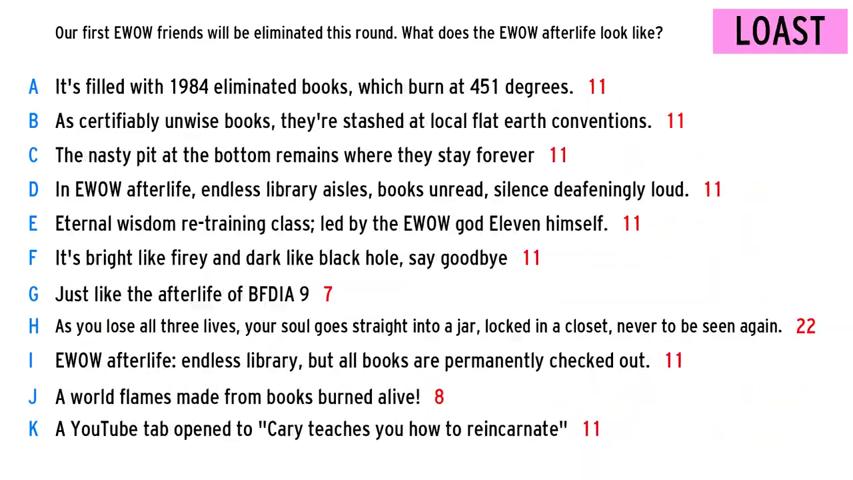 Our first EWOW friends will be eliminated this round. What does the EWOW afterlife look like?
LOAST
A It's filled with 1984 eliminated books, which burn at 451 degrees. 11
B As certifiably unwise books, they're stashed at local flat earth conventions. 11
C The nasty pit at the bottom remains where they stay forever 11
D In EWOW afterlife, endless library aisles, books unread, silence deafeningly loud. 11
E Eternal wisdom re-training class; led by the EWOW god Eleven himself. 11
F It's bright like firey and dark like black hole, say goodbye 11
G Just like the afterlife of BFDIA 9 7
H As you lose all three lives, your soul goes straight into a jar, locked in a closet, never to be seen again. 22
I EWOW afterlife: endless library, but all books are permanently checked out. 11
J A world flames made from books burned alive! 8
K A YouTube tab opened to "Cary teaches you how to reincarnate" 11